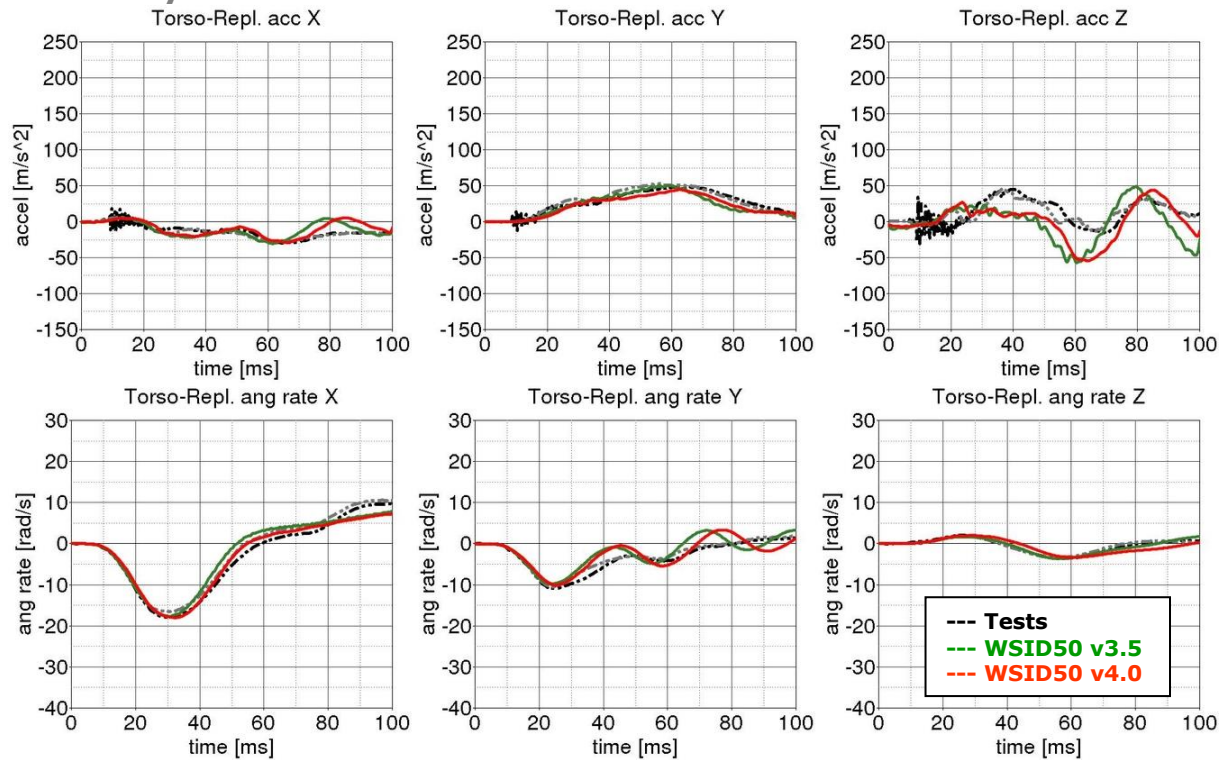 Torso-Repl. acc X
Torso-Repl. acc Y
Torso-Repl. acc Z
accel [m/s^2]
250
200
150
100
50
0
-50
-100
-150
0 20 40 60 80 100
time [ms]
accel [m/s^2]
250
200
150
100
50
0
-50
-100
-150
0 20 40 60 80 100
time [ms]
accel [m/s^2]
250
200
150
100
50
0
-50
-100
-150
0 20 40 60 80 100
time [ms]
Torso-Repl. ang rate X
Torso-Repl. ang rate Y
Torso-Repl. ang rate Z
ang rate [rad/s]
30
20
10
0
-10
-20
-30
-40
0 20 40 60 80 100
time [ms]
ang rate [rad/s]
30
20
10
0
-10
-20
-30
-40
0 20 40 60 80 100
time [ms]
ang rate [rad/s]
30
20
10
0
-10
-20
-30
-40
0 20 40 60 80 100
time [ms]
Tests
WSID50 v3.5
WSID50 v4.0